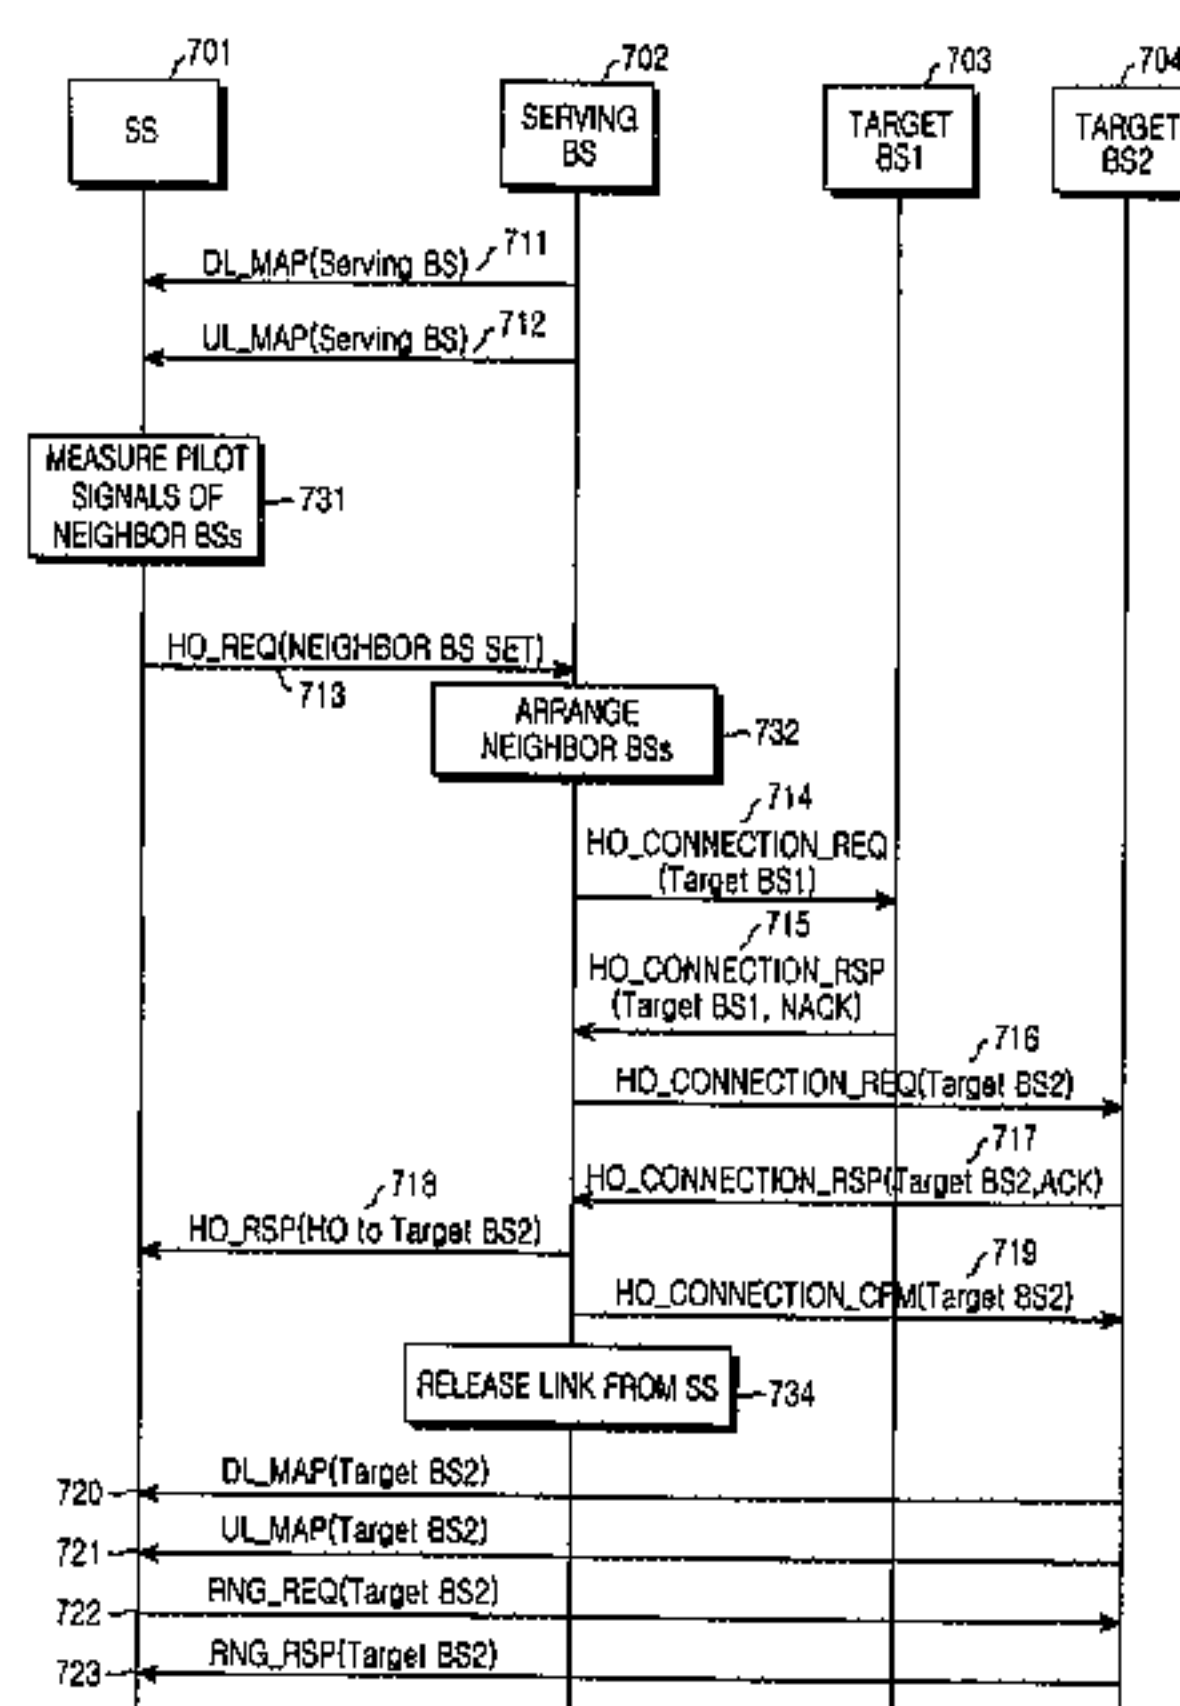 701
702
703
704
SS
SERVING
BS
TARGET
BS1
TARGET
BS2
711
DL_MAP(Serving BS)
712
UL_MAP(Serving BS)
MEASURE PILOT
SIGNALS OF
NEIGHBOR BSs
731
HO_REQ(NEIGHBOR BS SET)
713
ARRANGE
NEIGHBOR BSs
732
714
HO_CONNECTION_REQ
(Target BS1)
715
HO_CONNECTION_RSP
(Target BS1, NACK)
716
HO_CONNECTION_REQ(Target BS2)
717
HO_CONNECTION_RSP(Target BS2,ACK)
718
HO_RSP(HO to Target BS2)
719
HO_CONNECTION_CFM(Target BS2)
RELEASE LINK FROM SS
734
DL_MAP(Target BS2)
720
UL_MAP(Target BS2)
721
RNG_REQ(Target BS2)
722
RNG_RSP(Target BS2)
723